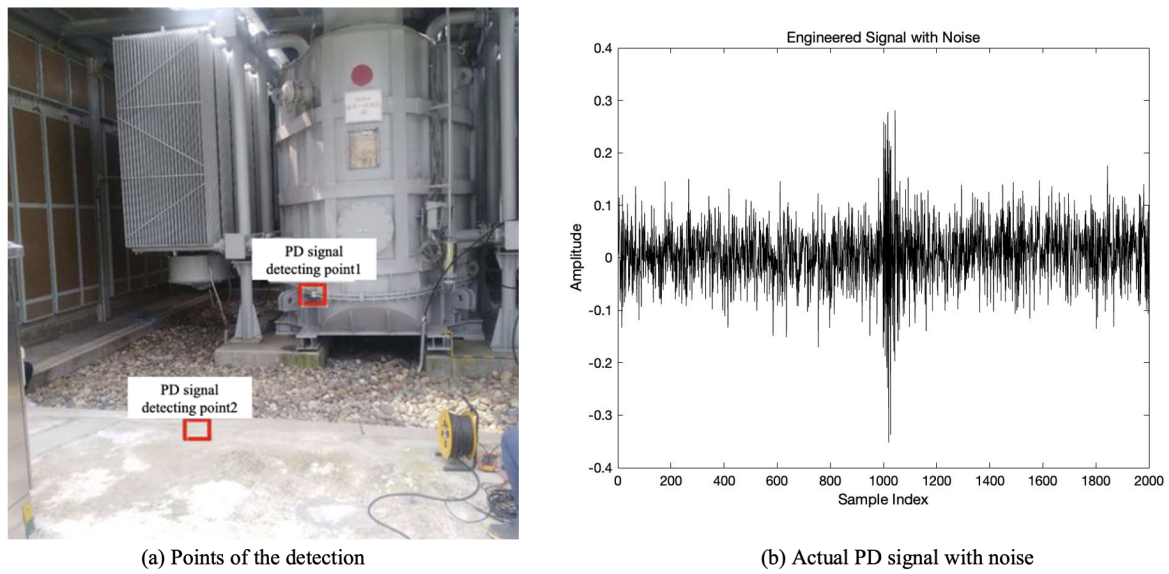 PD signal
detecting point1
PD signal
detecting point2
(a) Points of the detection
Engineered Signal with Noise
0.4
0.3
0.2
0.1
0
-0.1
-0.2
-0.3
-0.4
Amplitude
0 200 400 600 800 1000 1200 1400 1600 1800 2000
Sample Index
(b) Actual PD signal with noise